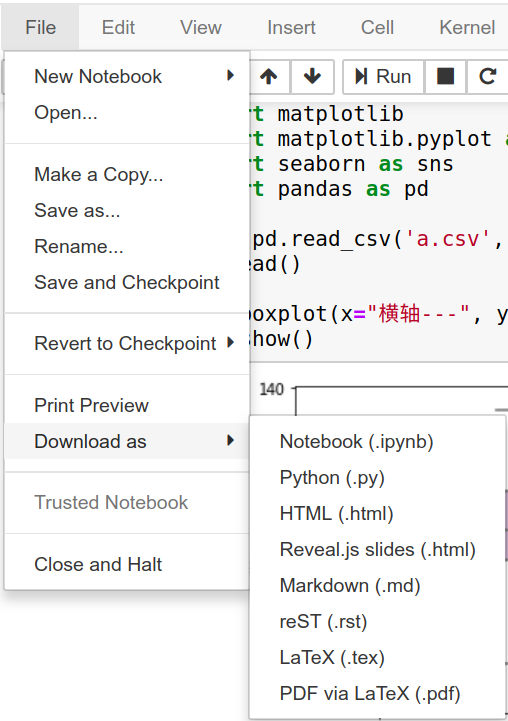 File Edit View Insert Cell Kernel
New Notebook
Run
Open...
rt matplotlib
rt matplotlib.pyplot
rt seaborn as sns
rt pandas as pd
Make a Copy...
Save as...
pd.read_csv('a.csv',
Rename...
ead()
Save and Checkpoint
oxplot(x="横轴---", y
Revert to Checkpoint
show()
140
Print Preview
Download as
Trusted Notebook
Close and Halt
Notebook (.ipynb)
Python (.py)
HTML (.html)
Reveal.js slides (.html)
Markdown (.md)
reST (.rst)
LaTeX (.tex)
PDF via LaTeX (.pdf)